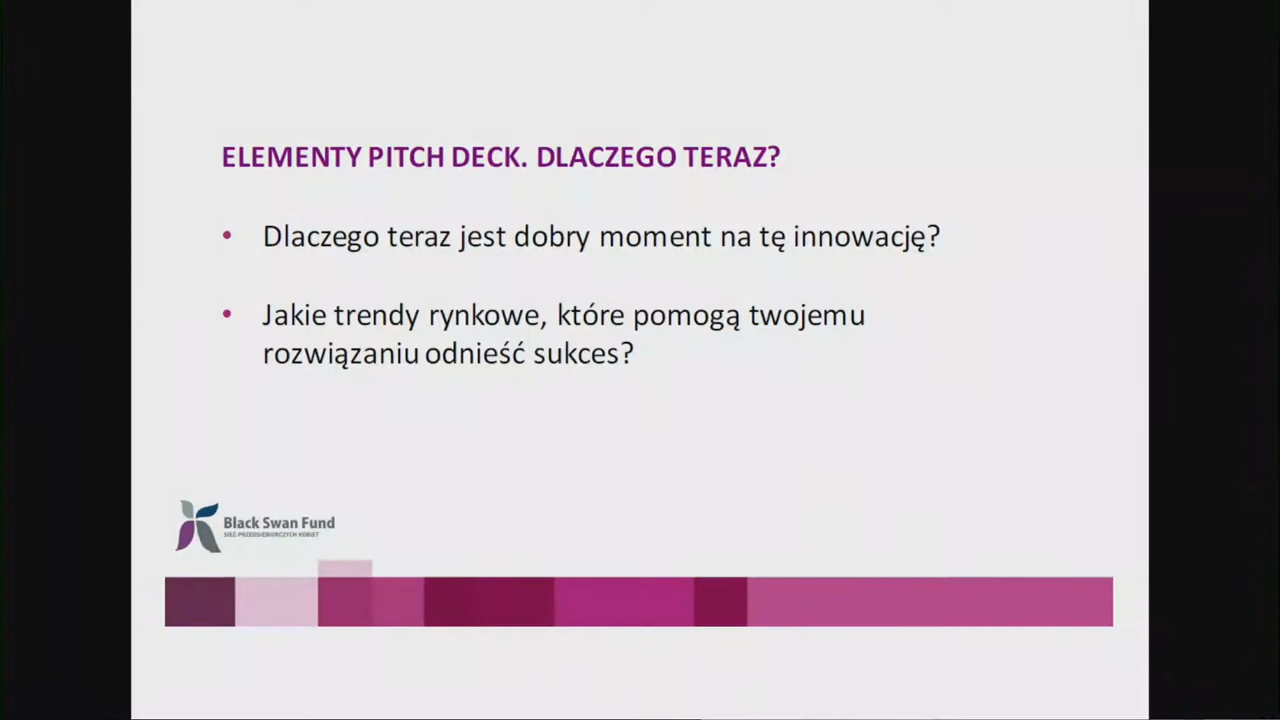 ELEMENTY PITCH DECK. DLACZEGO TERAZ?
• Dlaczego teraz jest dobry moment na tę innowację?
• Jakie trendy rynkowe, które pomogą twojemu
rozwiązaniu odnieść sukces?
Black Swan Fund
SIEĆ PRZEDSIĘBIORCZYCH KOBIET